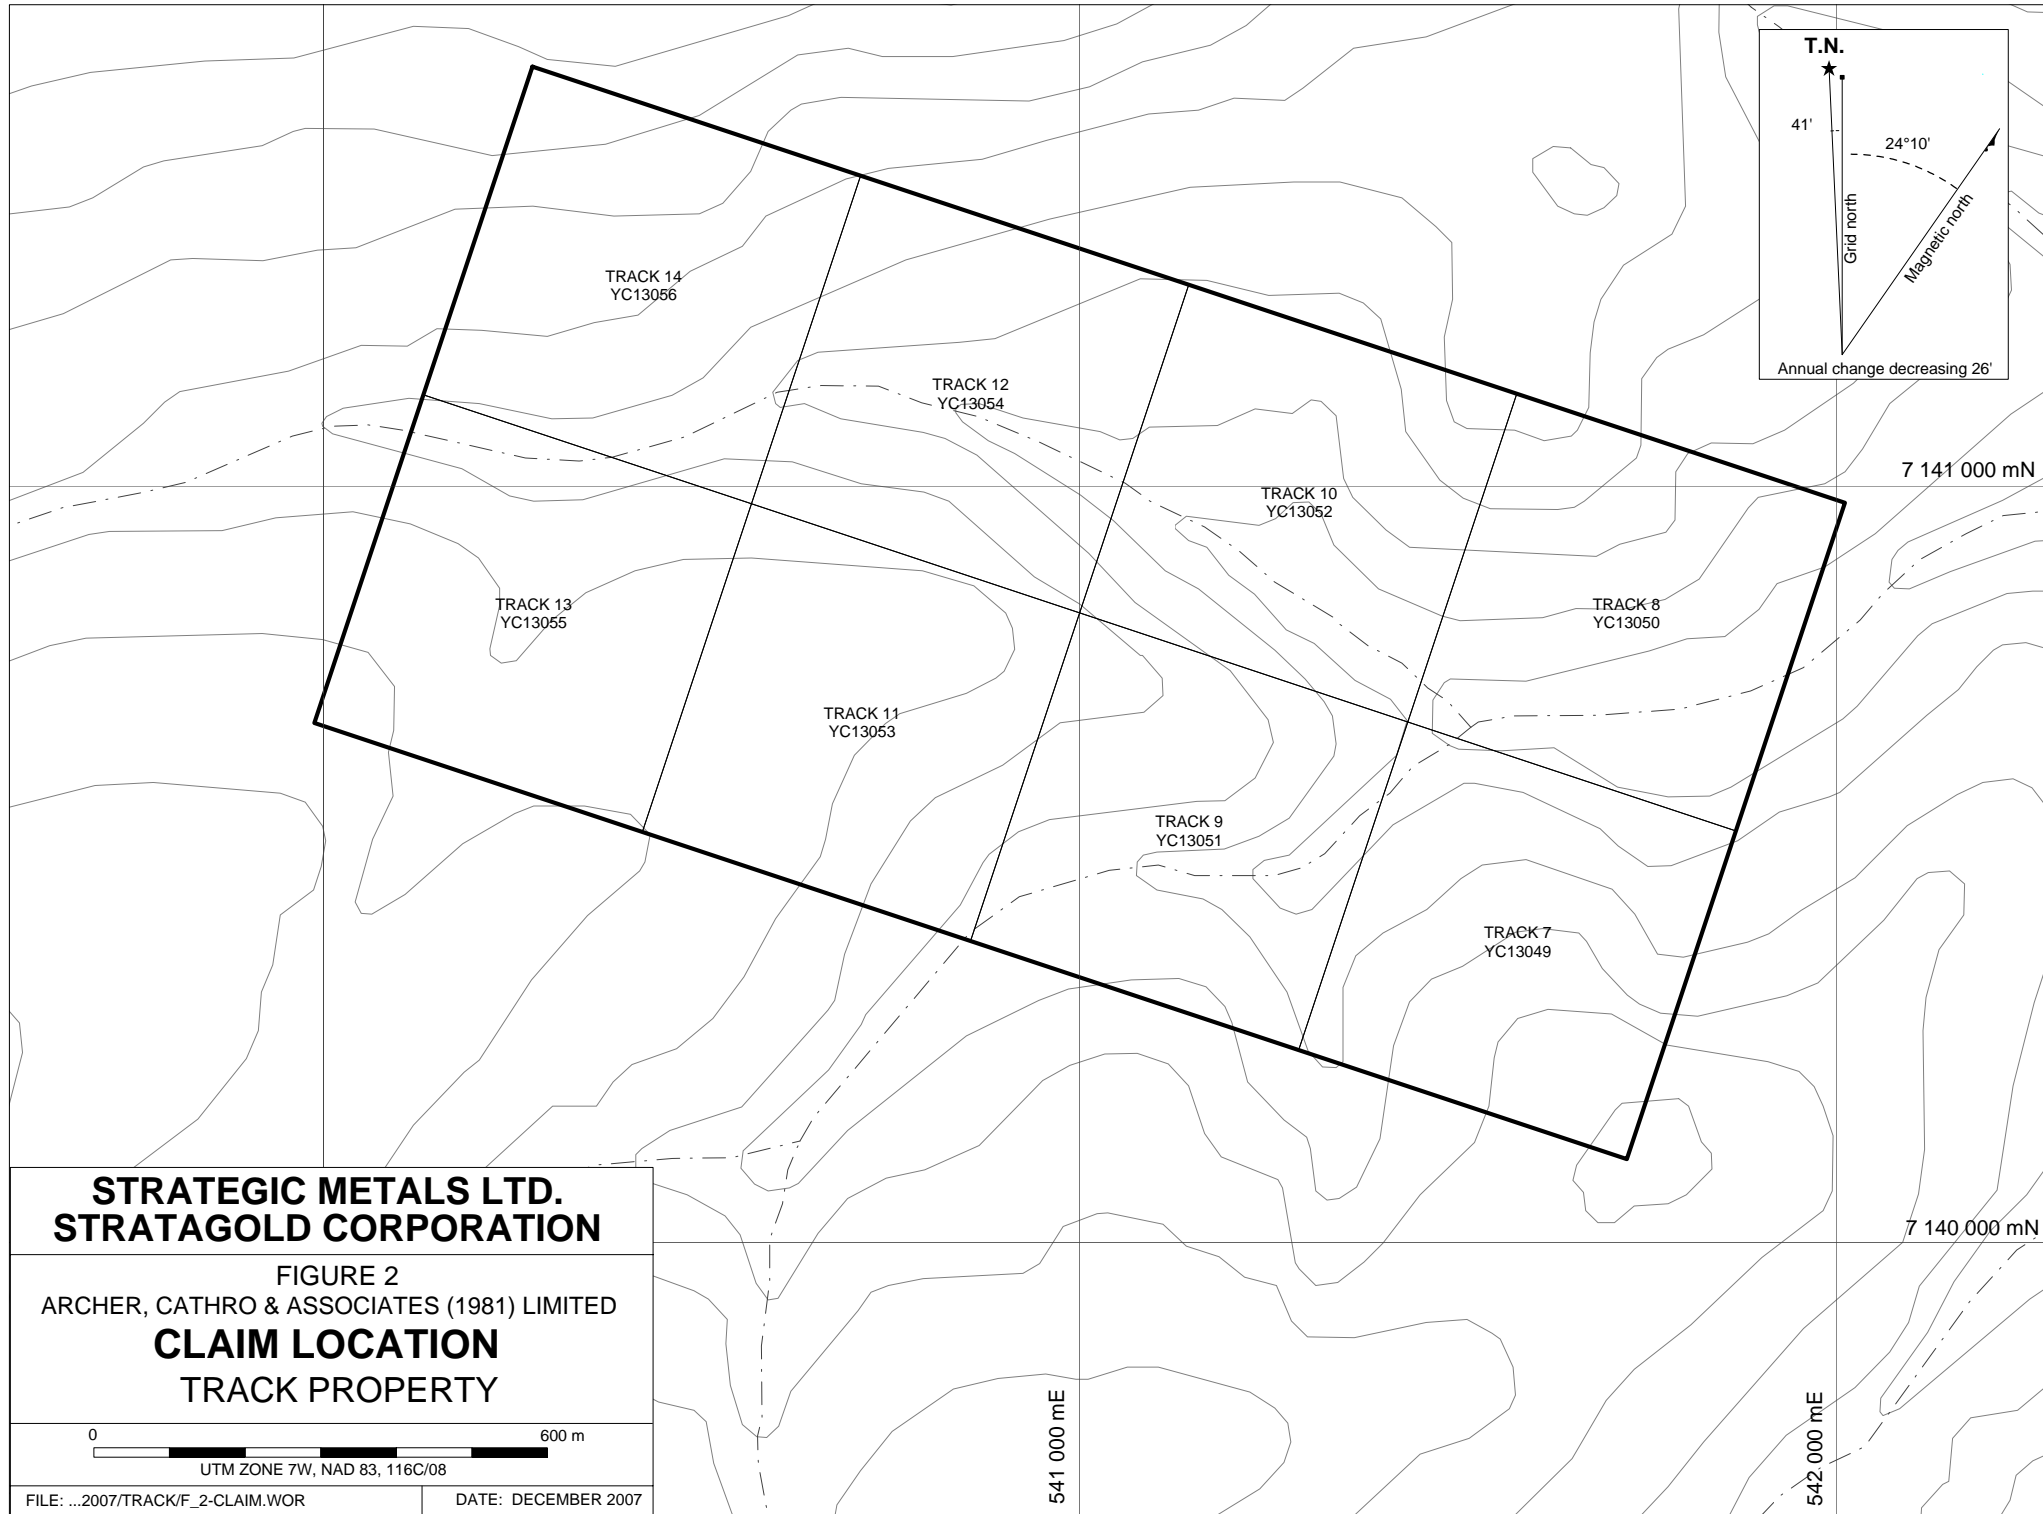 T.N.
41'
24°10'
Grid north
Magnetic north
Annual change decreasing 26'
TRACK 14
YC13056
TRACK 12
YC13054
7 141 000 mN
TRACK 10
YC13052
TRACK 13
YC13055
TRACK 8
YC13050
TRACK 11
YC13053
TRACK 9
YC13051
TRACK 7
YC13049
7 140 000 mN
541 000 mE
542 000 mE
STRATEGIC METALS LTD.
STRATAGOLD CORPORATION
FIGURE 2
ARCHER, CATHRO & ASSOCIATES (1981) LIMITED
CLAIM LOCATION
TRACK PROPERTY
0 600 m
UTM ZONE 7W, NAD 83, 116C/08
FILE: ...2007/TRACK/F_2-CLAIM.WOR
DATE: DECEMBER 2007